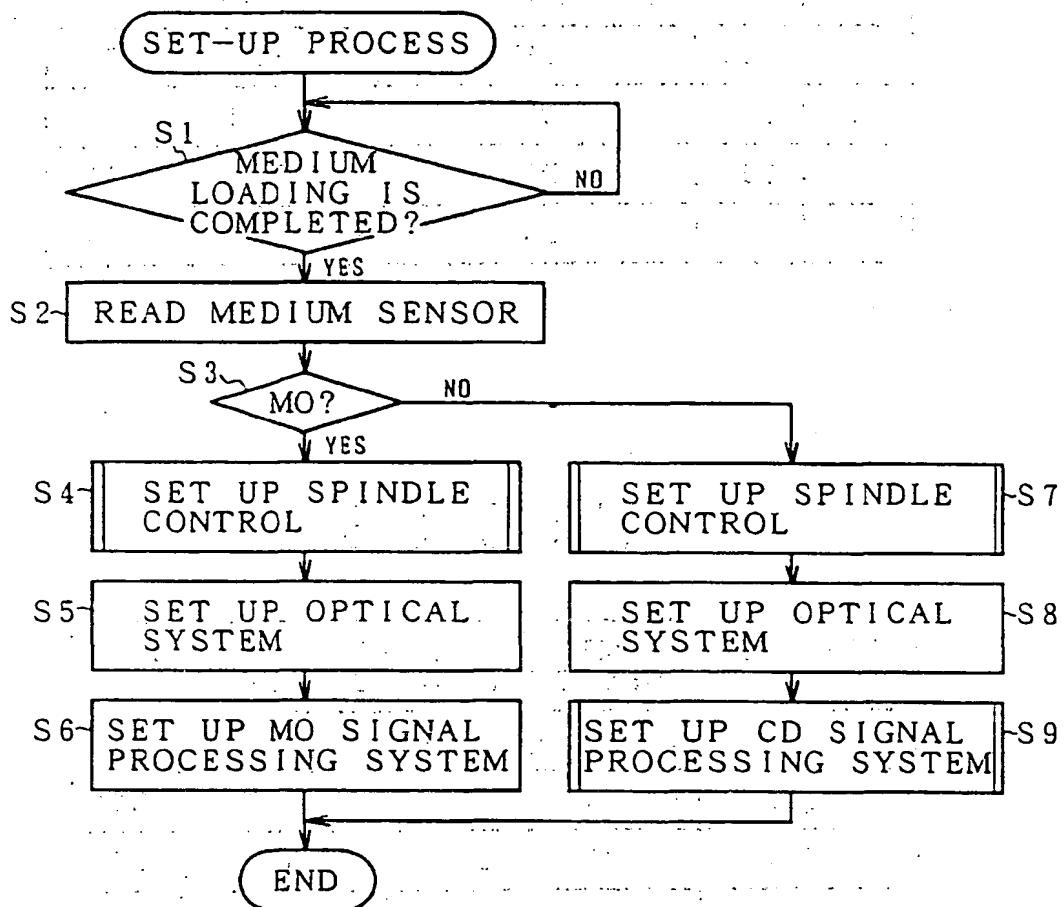 SET-UP PROCESS
S1
MEDIUM
LOADING IS
COMPLETED?
NO
YES
S2
READ MEDIUM SENSOR
S3
MO?
NO
YES
S4
SET UP SPINDLE
CONTROL
SET UP SPINDLE
CONTROL
S7
S5
SET UP OPTICAL
SYSTEM
SET UP OPTICAL
SYSTEM
S8
S6
SET UP MO SIGNAL
PROCESSING SYSTEM
SET UP CD SIGNAL
PROCESSING SYSTEM
S9
END